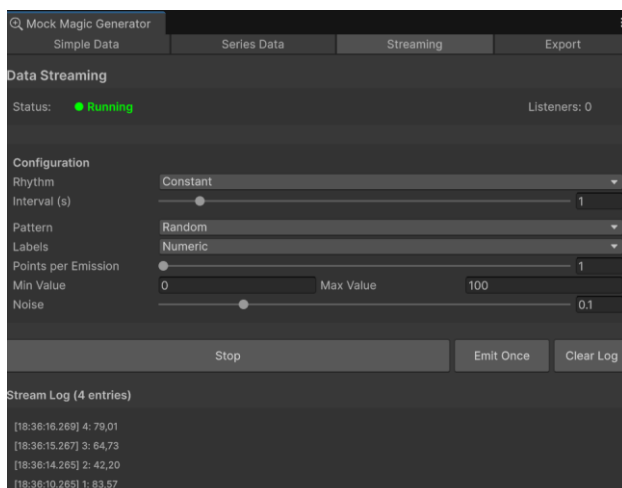 Mock Magic Generator
Simple Data Series Data Streaming Export
Data Streaming
Status: Running Listeners: 0
Configuration
Rhythm Constant
Interval (s) 1
Pattern Random
Labels Numeric
Points per Emission 1
Min Value 0 Max Value 100
Noise 0.1
Stop Emit Once Clear Log
Stream Log (4 entries)
[18:36:16.269] 4: 79,01
[18:36:15.267] 3: 64,73
[18:36:14.265] 2: 42,20
[18:36:10.265] 1: 83,57